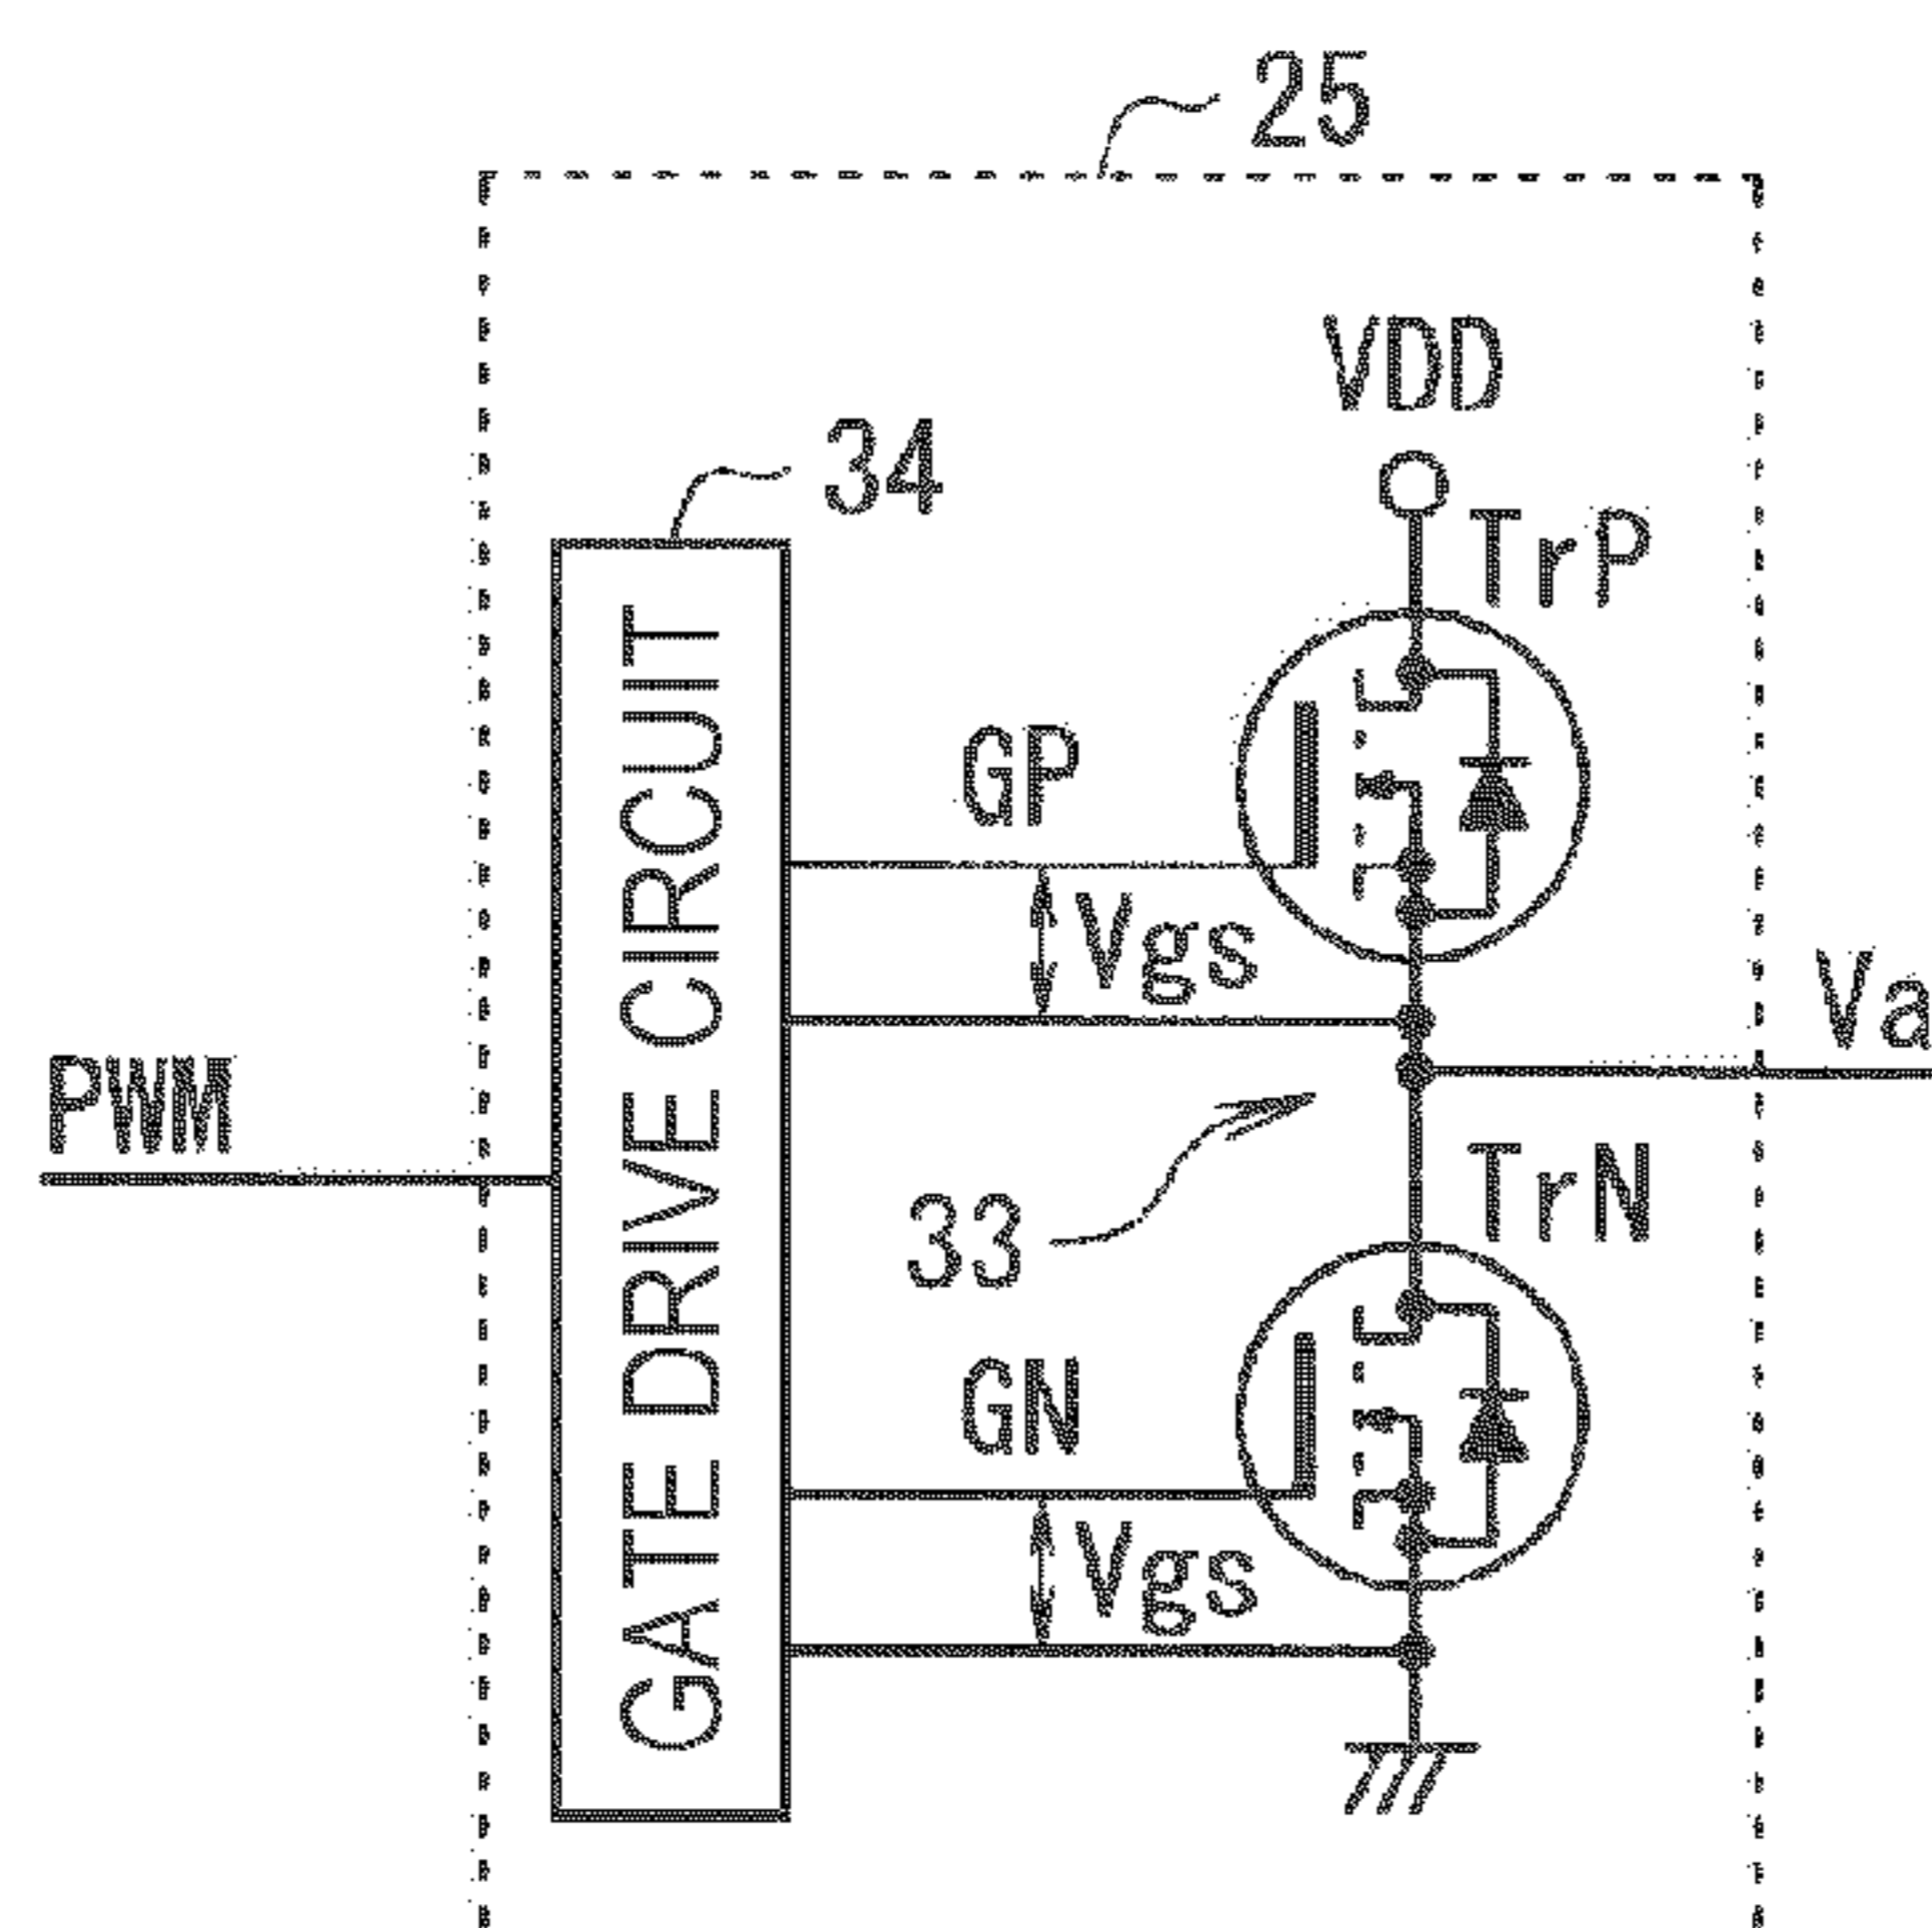 25
VDD
34
TrP
GP
Vgs
Va
PWM
GATE DRIVE CIRCUIT
TrN
33
GN
Vgs